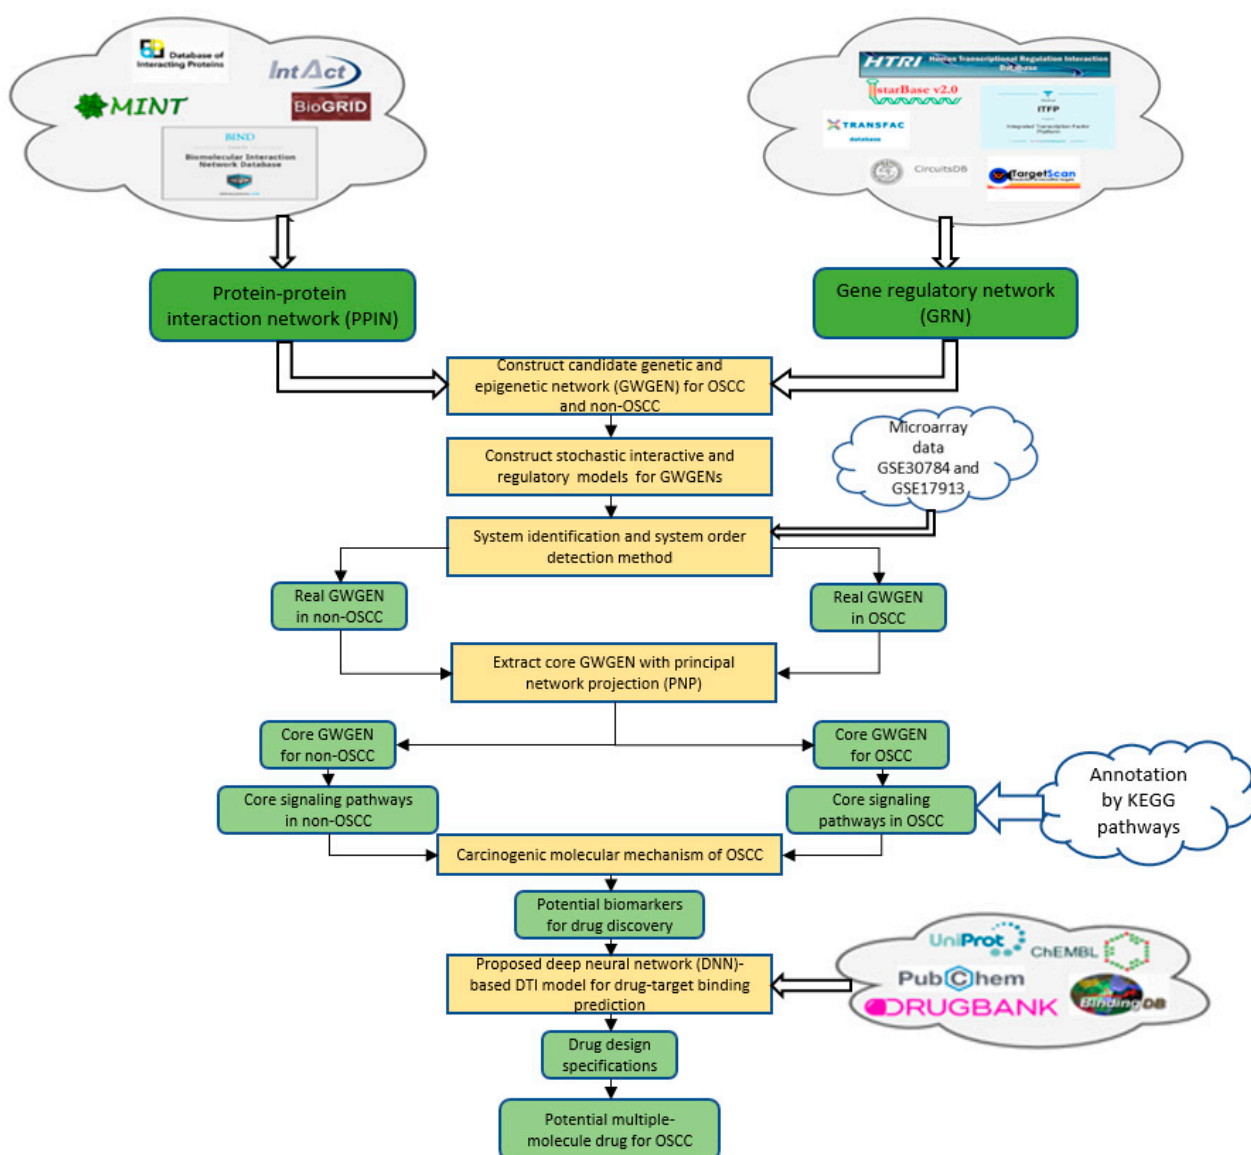 Database of
Interacting Proteins
IntAct
MINT
BioGRID
BIND
Biomolecular Interaction
Network Database
HTRI Human Transcriptional Regulation Interaction
Database
starBase v2.0
ITFP
Integrated Transcription Factor
Platform
TRANSFAC
database
CircuitsDB
TargetScan
Protein-protein
interaction network (PPIN)
Gene regulatory network
(GRN)
Construct candidate genetic and
epigenetic network (GWGEN) for OSCC
and non-OSCC
Construct stochastic interactive and
regulatory models for GWGENs
Microarray
data
GSE30784 and
GSE17913
System identification and system order
detection method
Real GWGEN
in non-OSCC
Real GWGEN
in OSCC
Extract core GWGEN with principal
network projection (PNP)
Core GWGEN
for non-OSCC
Core GWGEN
for OSCC
Core signaling pathways
in non-OSCC
Core signaling
pathways in OSCC
Annotation
by KEGG
pathways
Carcinogenic molecular mechanism of OSCC
Potential biomarkers
for drug discovery
Proposed deep neural network (DNN)-
based DTI model for drug-target binding
prediction
UniProt
ChEMBL
PubChem
DRUGBANK
BindingDB
Drug design
specifications
Potential multiple-
molecule drug for OSCC